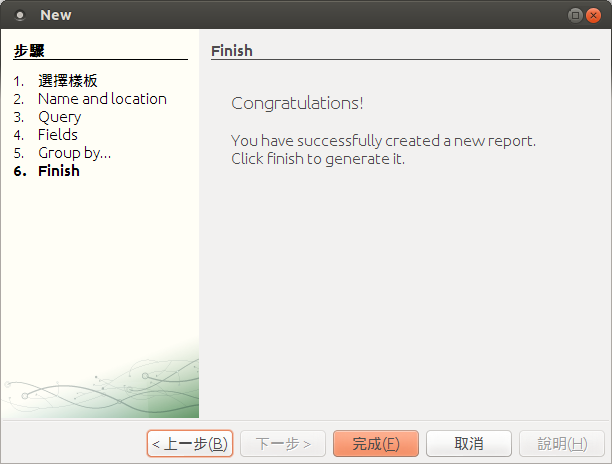 New
步驟
1. 選擇樣板
2. Name and location
3. Query
4. Fields
5. Group by...
6. Finish
Finish
Congratulations!
You have successfully created a new report.
Click finish to generate it.
< 上一步(B)
下一步 >
完成(F)
取消
說明(H)